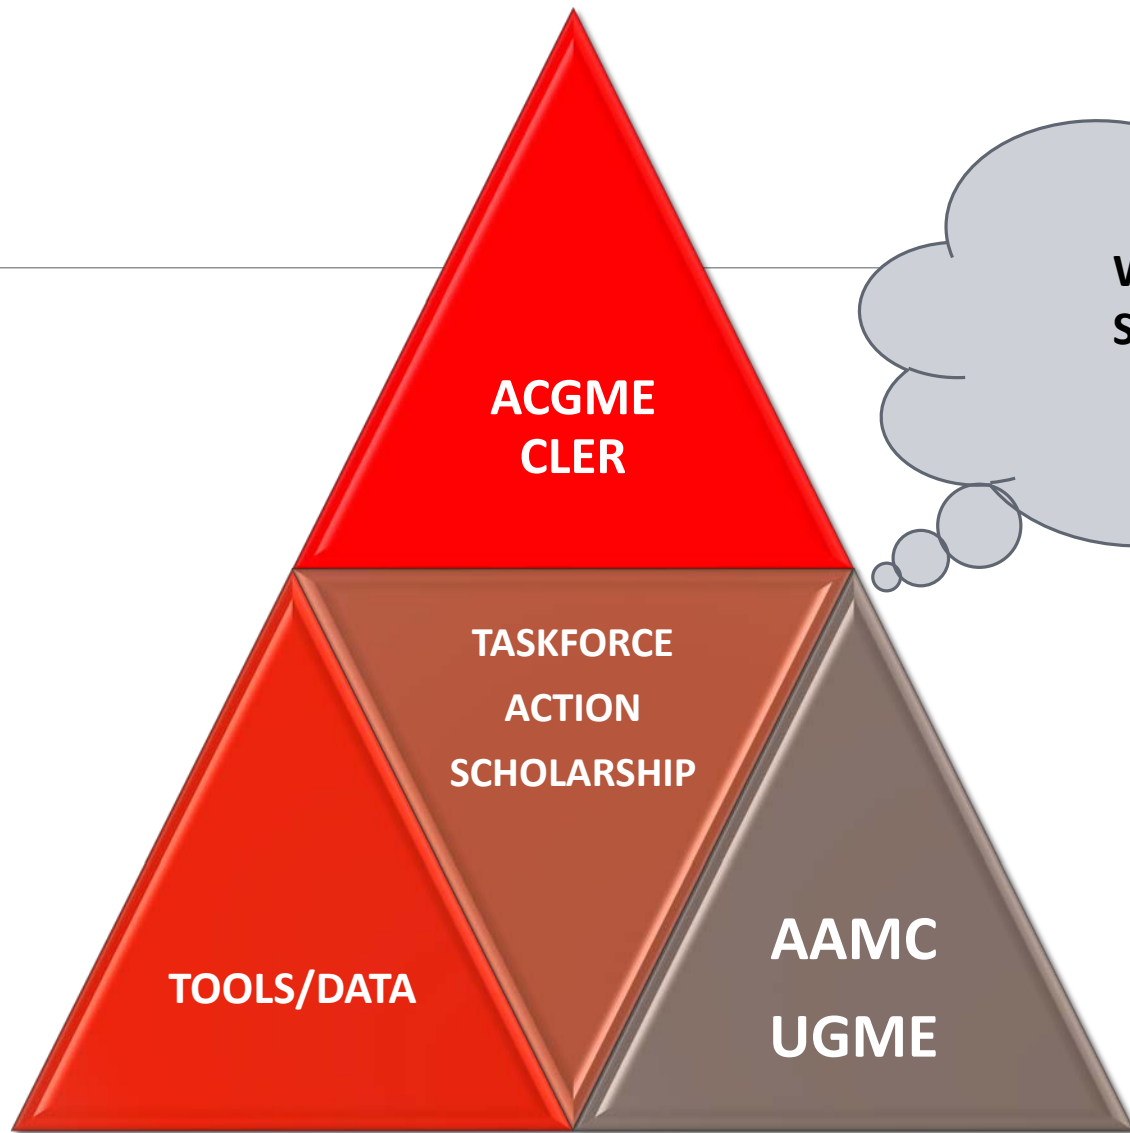 ACGME
CLER
TASKFORCE
ACTION
SCHOLARSHIP
TOOLS/DATA
AAMC
UGME